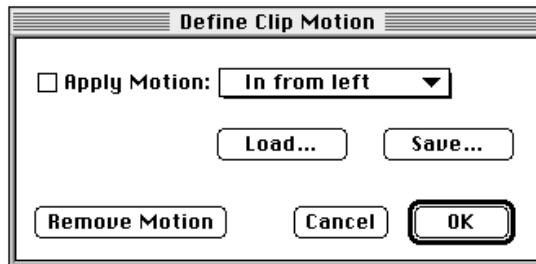 Define Clip Motion
Apply Motion: In from left
Load... Save...
Remove Motion Cancel OK